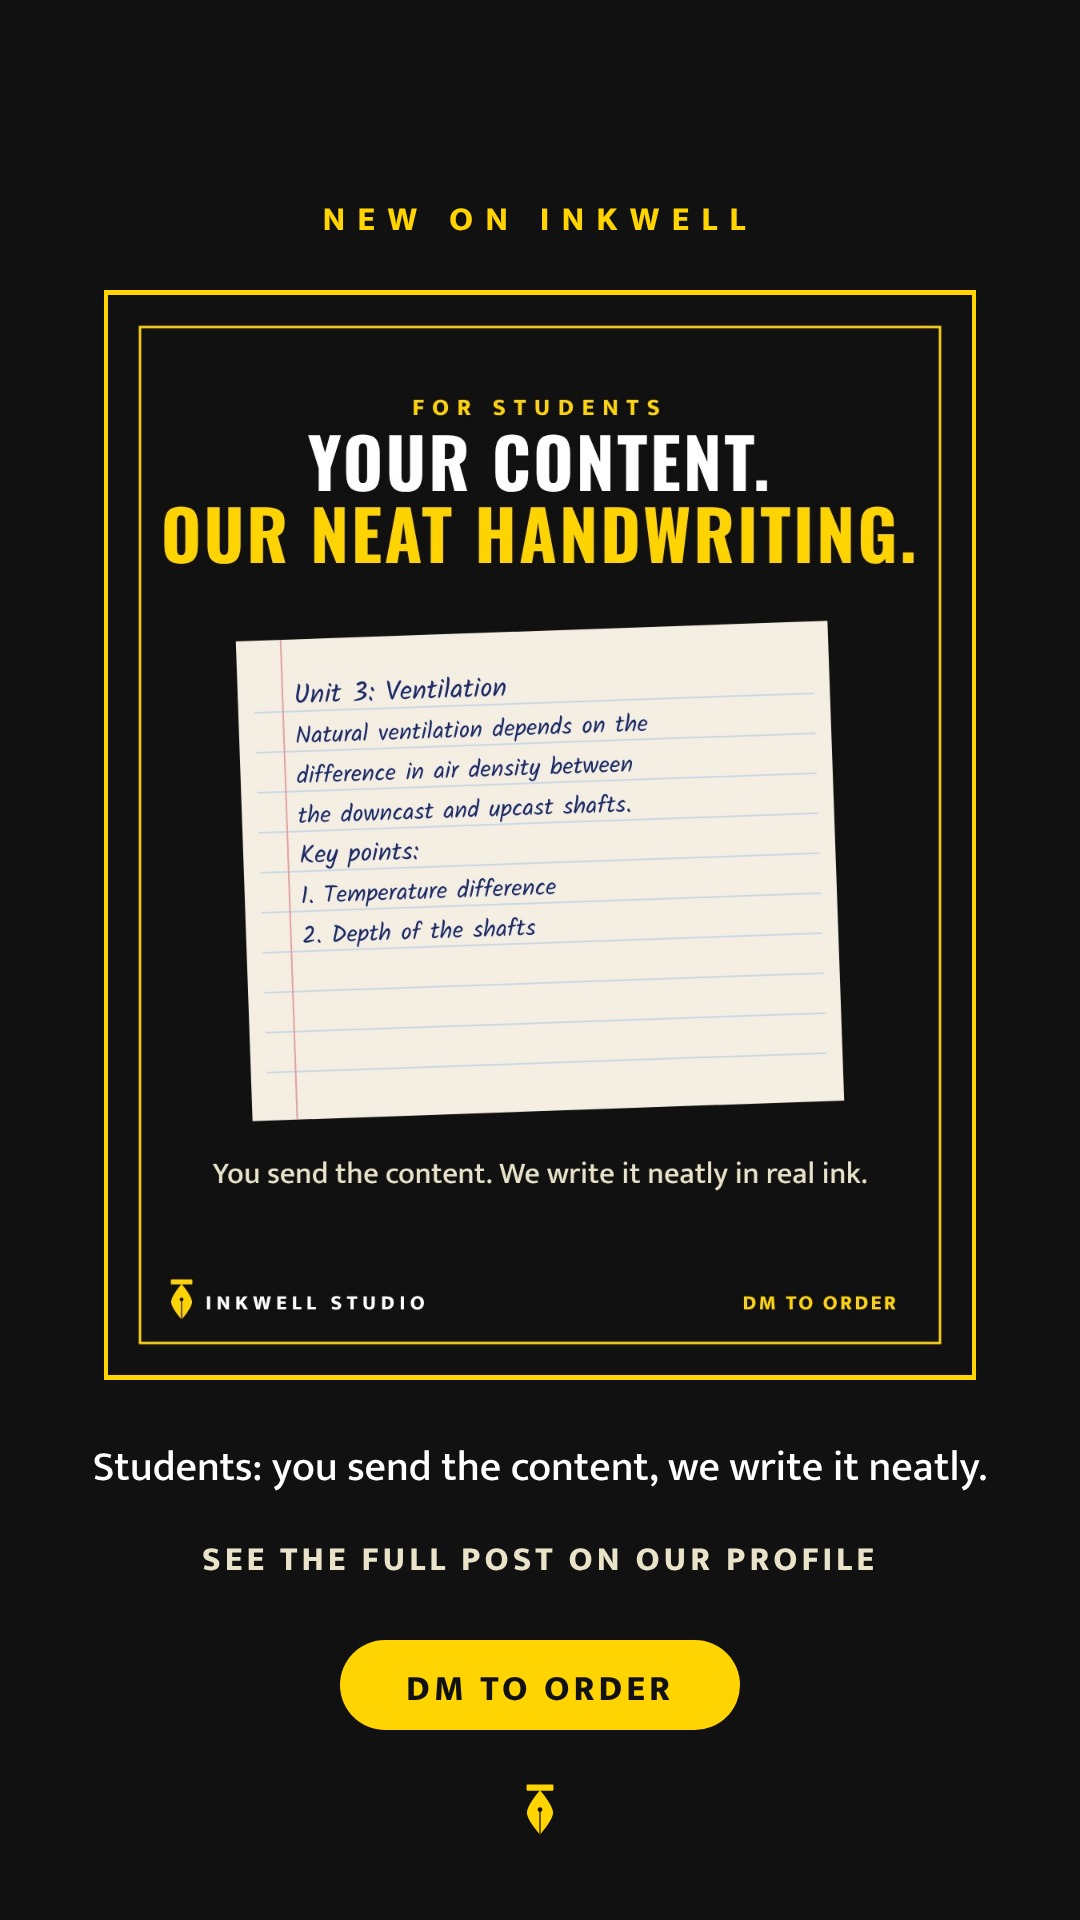 NEW ON INKWELL
FOR STUDENTS
YOUR CONTENT.
OUR NEAT HANDWRITING.
Unit 3: Ventilation
Natural ventilation depends on the
difference in air density between
the downcast and upcast shafts.
Key points:
1. Temperature difference
2. Depth of the shafts
You send the content. We write it neatly in real ink.
INKWELL STUDIO
DM TO ORDER
Students: you send the content, we write it neatly.
SEE THE FULL POST ON OUR PROFILE
DM TO ORDER